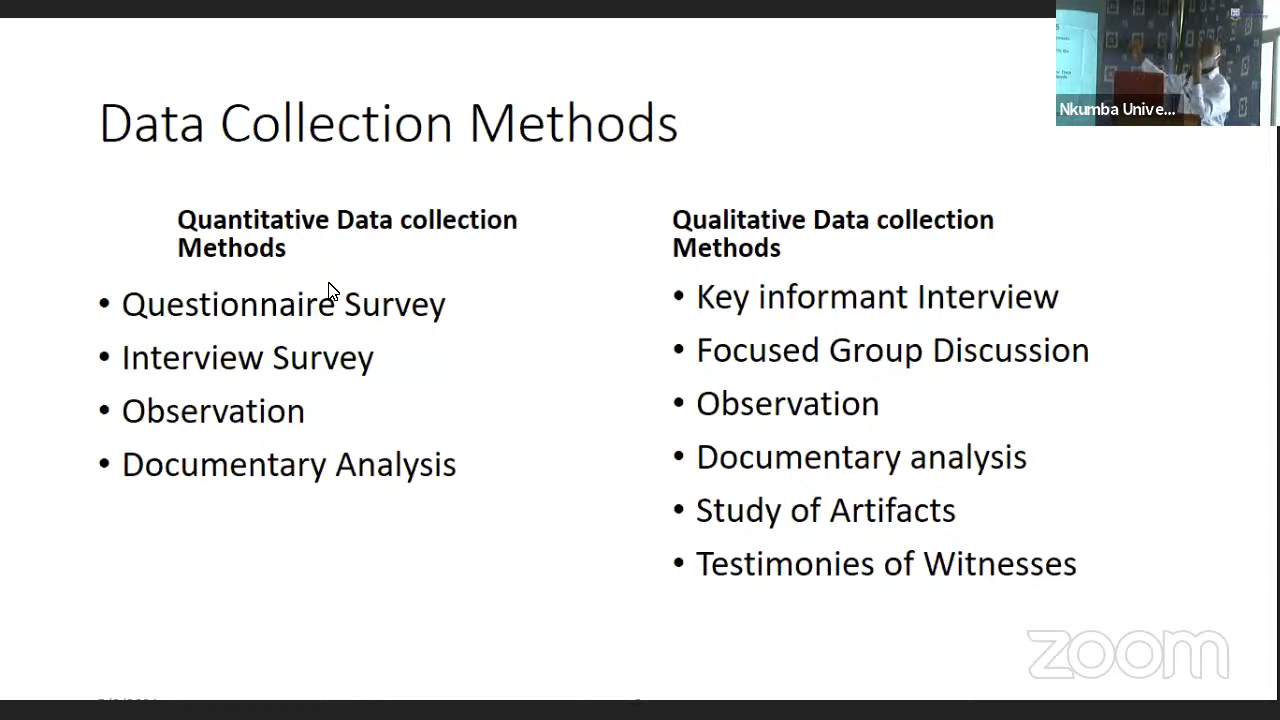 Nkumba Unive...
Data Collection Methods
Quantitative Data collection
Methods
• Questionnaire Survey
• Interview Survey
• Observation
• Documentary Analysis
Qualitative Data collection
Methods
• Key informant Interview
• Focused Group Discussion
• Observation
• Documentary analysis
• Study of Artifacts
• Testimonies of Witnesses
zoom